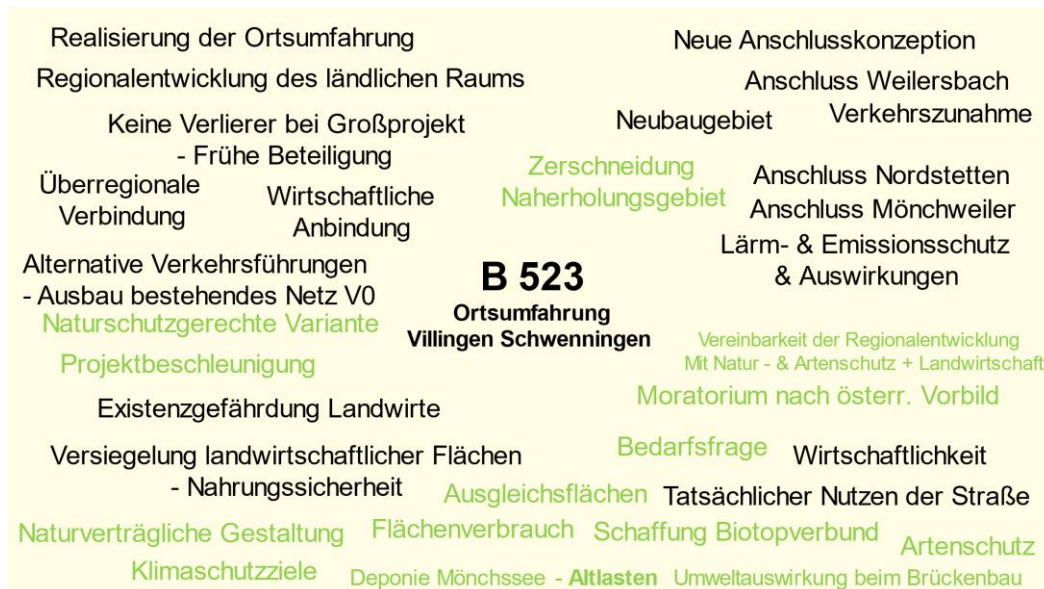 Realisierung der Ortsumfahrung
Neue Anschlusskonzeption
Regionalentwicklung des ländlichen Raums
Anschluss Weilersbach
Keine Verlierer bei Großprojekt
- Frühe Beteiligung
Neubaugebiet
Verkehrszunahme
Zerschneidung
Naherholungsgebiet
Anschluss Nordstetten
Anschluss Mönchweiler
Überregionale
Verbindung
Wirtschaftliche
Anbindung
Lärm- & Emissionsschutz
& Auswirkungen
Alternative Verkehrsführungen
- Ausbau bestehendes Netz V0
B 523
Ortsumfahrung
Villingen Schwenningen
Naturschutzgerechte Variante
Vereinbarkeit der Regionalentwicklung
Mit Natur - & Artenschutz + Landwirtschaft
Projektbeschleunigung
Moratorium nach österr. Vorbild
Existenzgefährdung Landwirte
Bedarfsfrage
Wirtschaftlichkeit
Versiegelung landwirtschaftlicher Flächen
- Nahrungssicherheit
Ausgleichsflächen
Tatsächlicher Nutzen der Straße
Naturverträgliche Gestaltung
Flächenverbrauch
Schaffung Biotopverbund
Artenschutz
Klimaschutzziele
Deponie Mönchssee - Altlasten
Umweltauswirkung beim Brückenbau